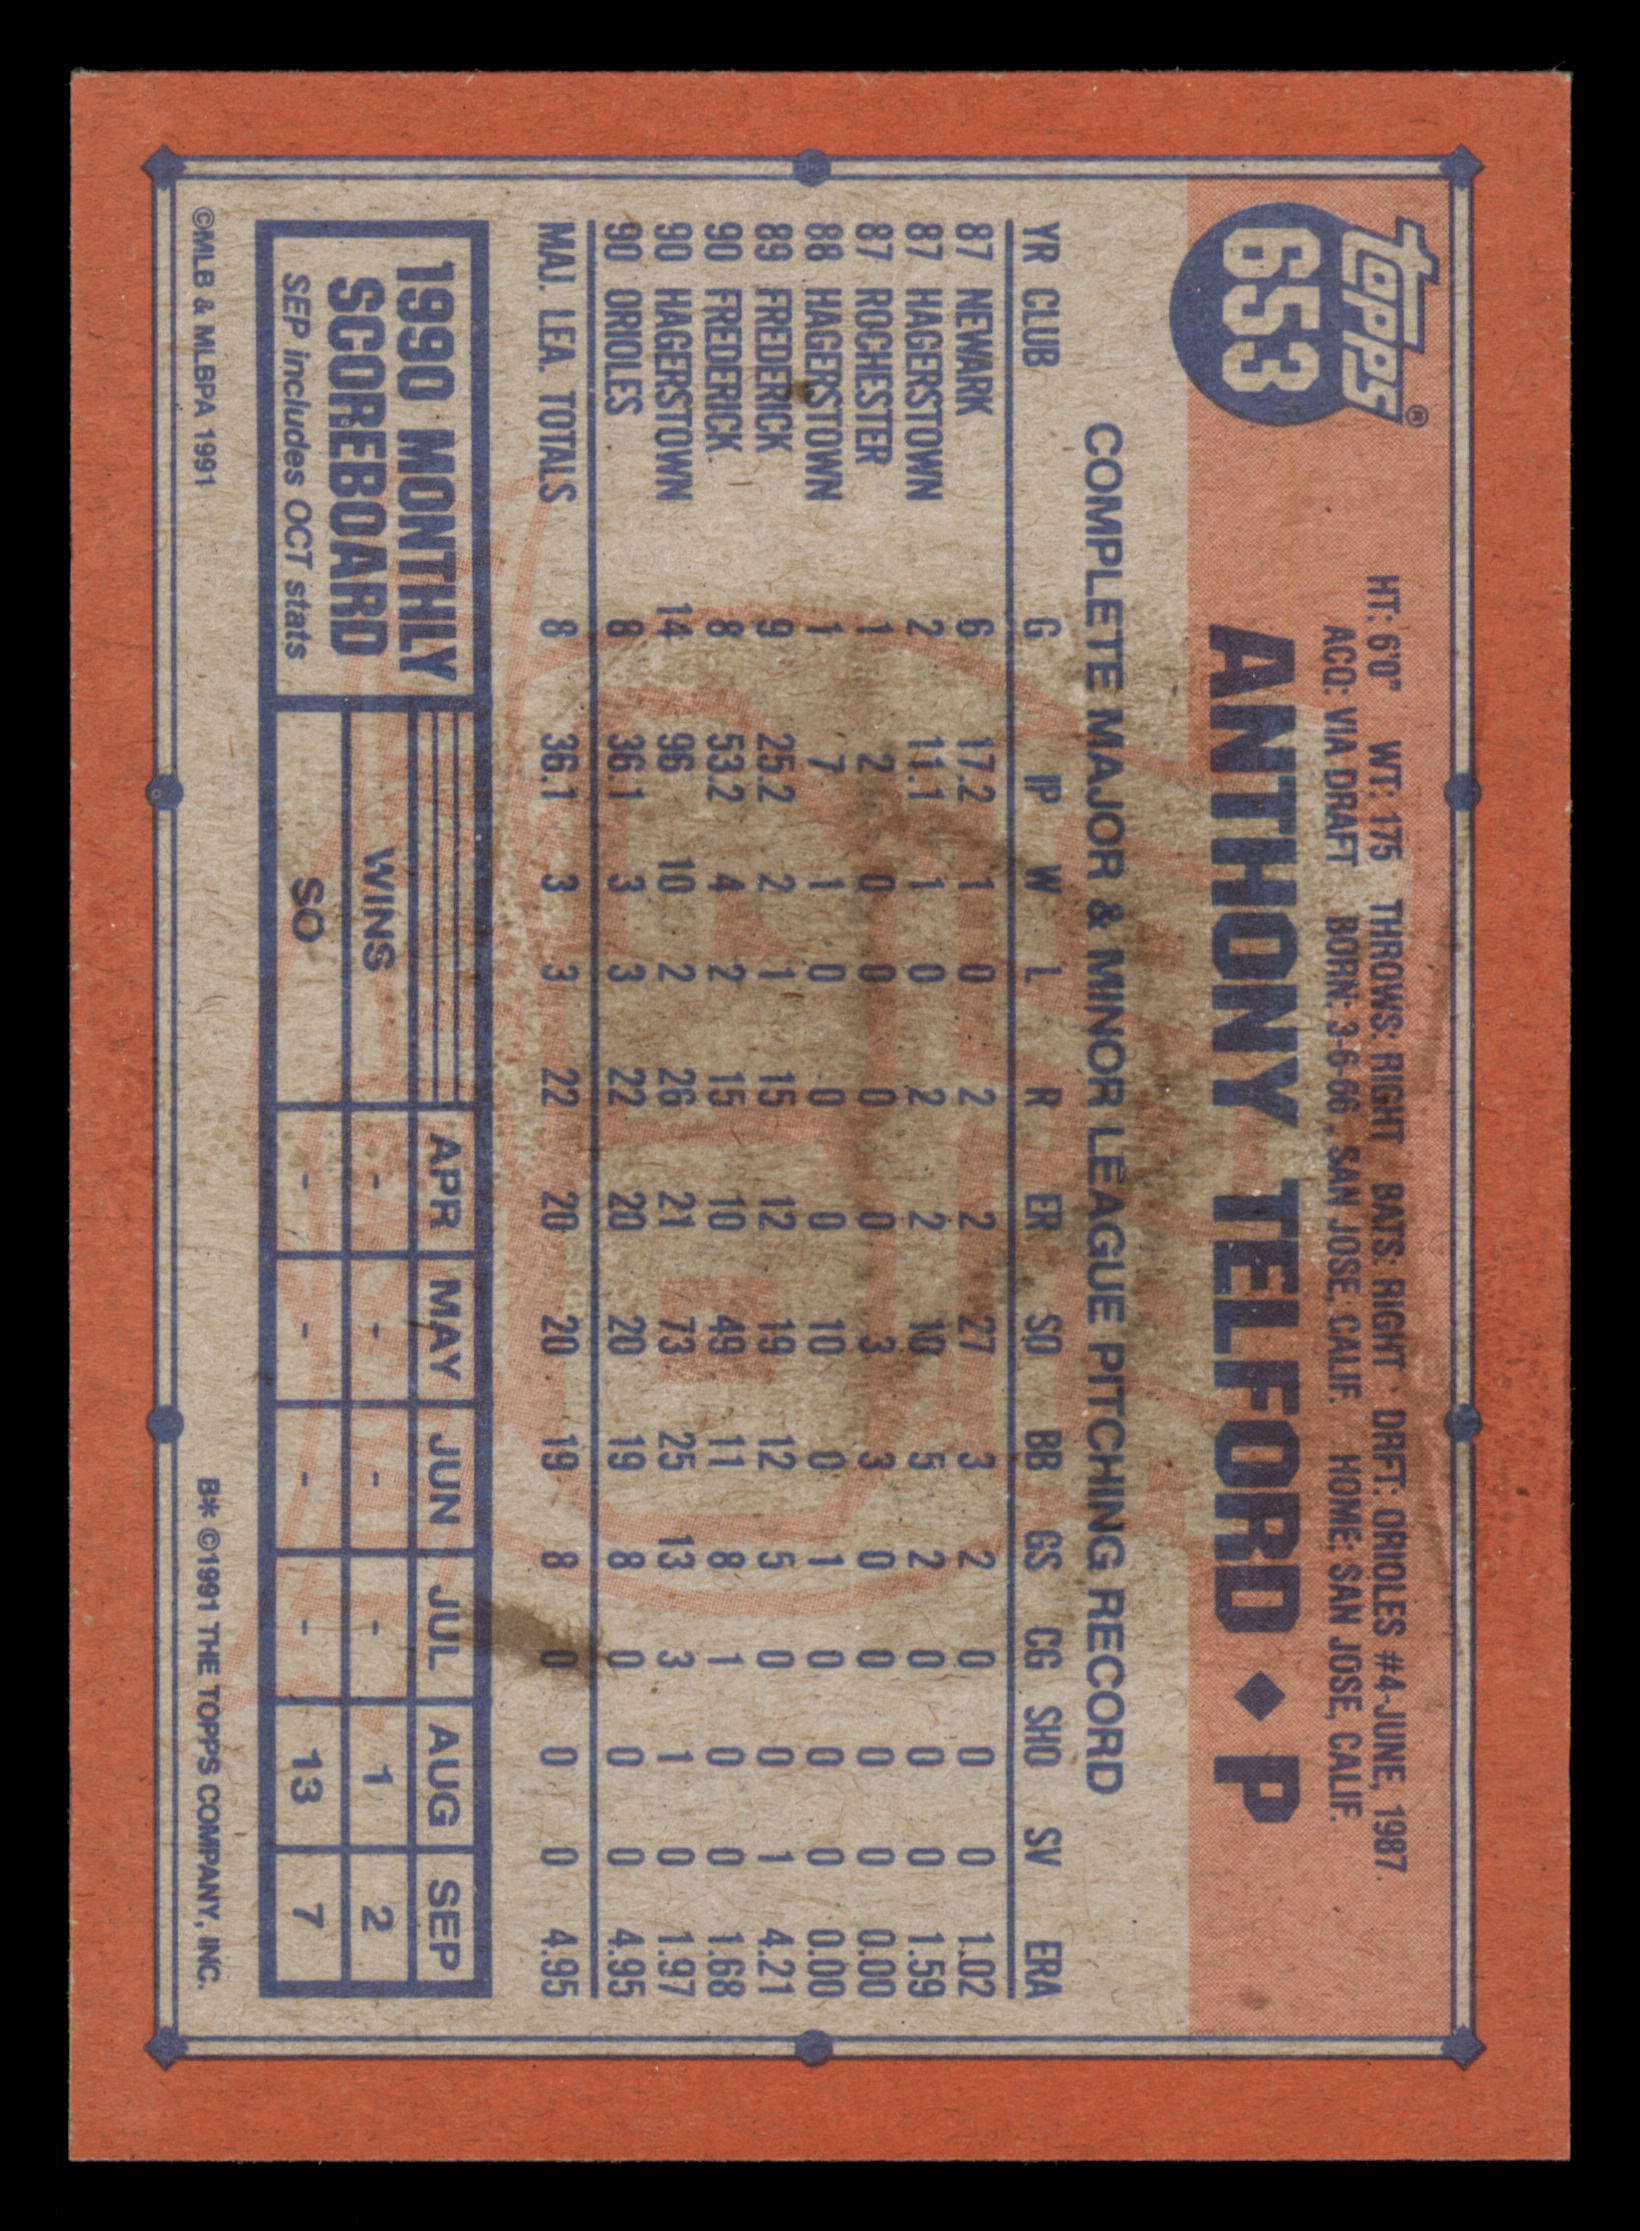 topps®
653
HT: 6'0" WT: 175 THROWS: RIGHT BATS: RIGHT DRFT: ORIOLES #4-JUNE, 1987
ACQ: VIA DRAFT BORN: 3-6-66, SAN JOSE, CALIF. HOME: SAN JOSE, CALIF.
ANTHONY TELFORD ◆ P
COMPLETE MAJOR & MINOR LEAGUE PITCHING RECORD
YR CLUB G IP W L R ER SO BB GS CG SHO SV ERA
87 NEWARK 6 17.2 1 0 2 2 27 3 2 0 0 0 1.02
87 HAGERSTOWN 2 11.1 1 0 2 2 10 5 2 0 0 0 1.59
87 ROCHESTER 1 2 0 0 0 0 3 3 0 0 0 0 0.00
88 HAGERSTOWN 1 7 1 0 0 0 10 0 1 0 0 0 0.00
89 FREDERICK 9 25.2 2 1 15 12 19 12 5 0 0 1 4.21
90 FREDERICK 8 53.2 4 2 15 10 49 11 8 1 0 0 1.68
90 HAGERSTOWN 14 96 10 2 26 21 73 25 13 3 1 0 1.97
90 ORIOLES 8 36.1 3 3 22 20 20 19 8 0 0 0 4.95
MAJ. LEA. TOTALS 8 36.1 3 3 22 20 20 19 8 0 0 0 4.95
1990 MONTHLY
SCOREBOARD
SEP includes OCT stats
APR MAY JUN JUL AUG SEP
WINS - - - - 1 2
SO - - - - 13 7
©MLB & MLBPA 1991
B* ©1991 THE TOPPS COMPANY, INC.